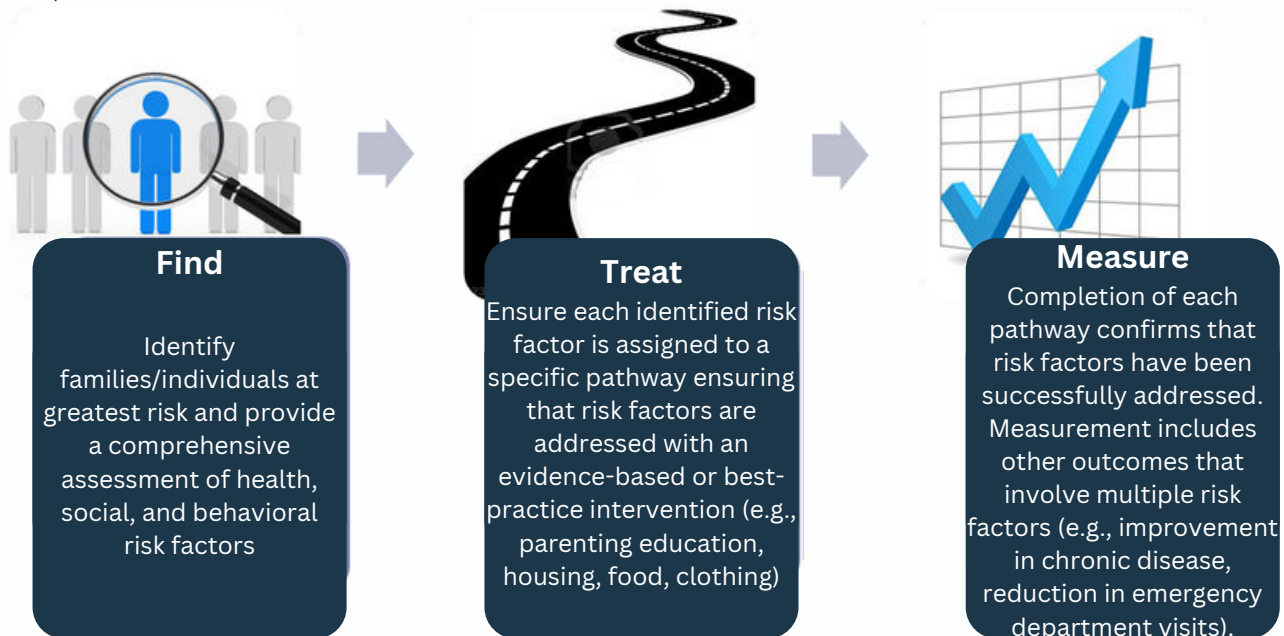 Find
Identify
families/individuals at
greatest risk and provide
a comprehensive
assessment of health,
social, and behavioral
risk factors
Treat
Ensure each identified risk
factor is assigned to a
specific pathway ensuring
that risk factors are
addressed with an
evidence-based or best-
practice intervention (e.g.,
parenting education,
housing, food, clothing)
Measure
Completion of each
pathway confirms that
risk factors have been
successfully addressed.
Measurement includes
other outcomes that
involve multiple risk
factors (e.g., improvement
in chronic disease,
reduction in emergency
department visits).